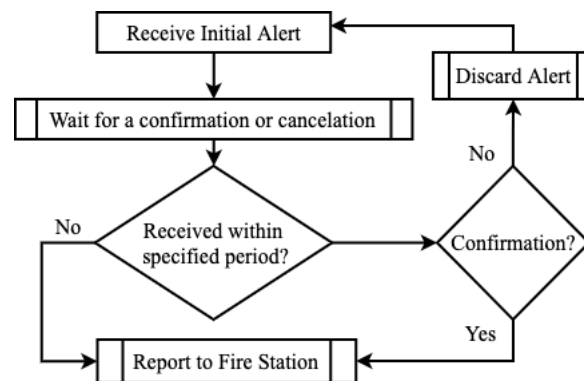 Receive Initial Alert
Discard Alert
Wait for a confirmation or cancelation
No
No
Received within
specified period?
Confirmation?
Yes
Report to Fire Station